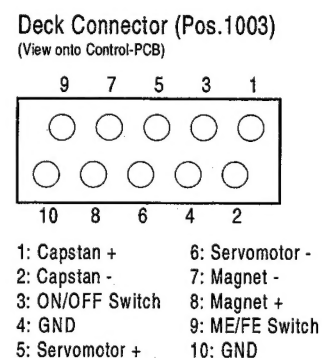 Deck Connector (Pos.1003)
(View onto Control-PCB)
9 7 5 3 1
10 8 6 4 2
1: Capstan +
2: Capstan -
3: ON/OFF Switch
4: GND
5: Servomotor +
6: Servomotor -
7: Magnet -
8: Magnet +
9: ME/FE Switch
10: GND